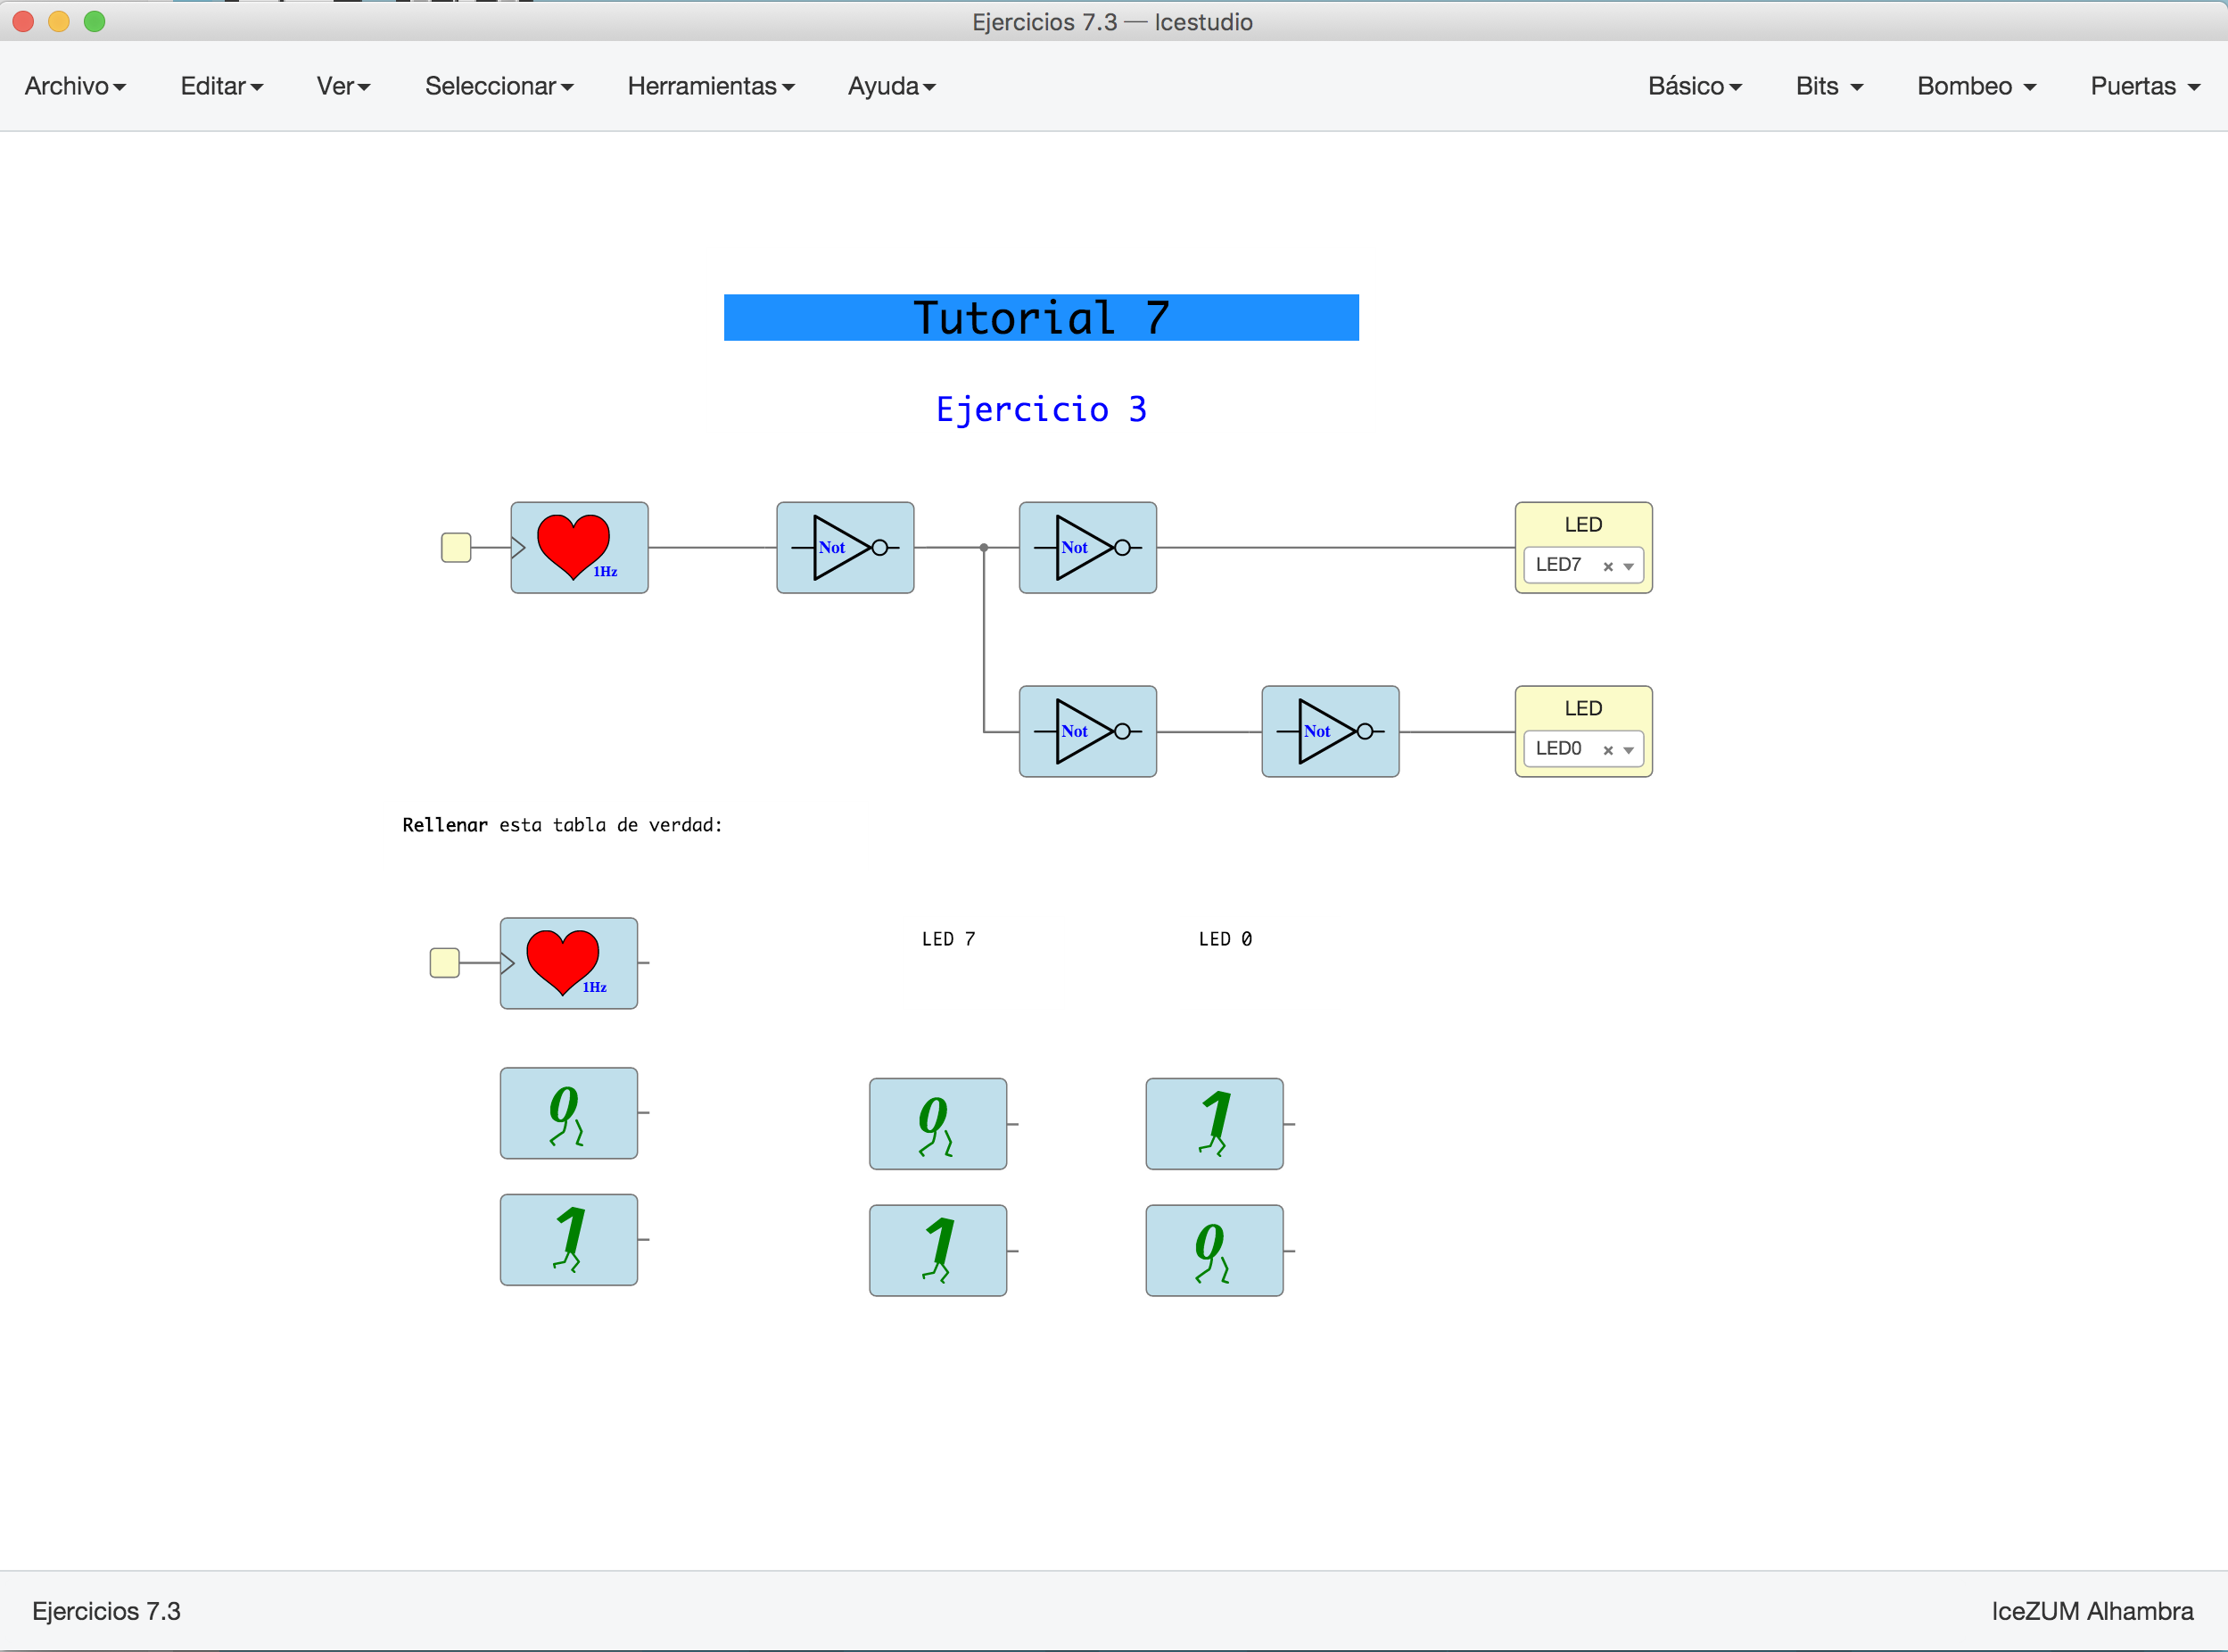 Ejercicios 7.3 — Icestudio
Archivo Editar Ver Seleccionar Herramientas Ayuda Básico Bits Bombeo Puertas
Tutorial 7
Ejercicio 3
1Hz Not Not LED
LED7
Not Not LED
LED0
Rellenar esta tabla de verdad:
1Hz LED 7 LED 0
0 0 1
1 1 0
Ejercicios 7.3 IceZUM Alhambra